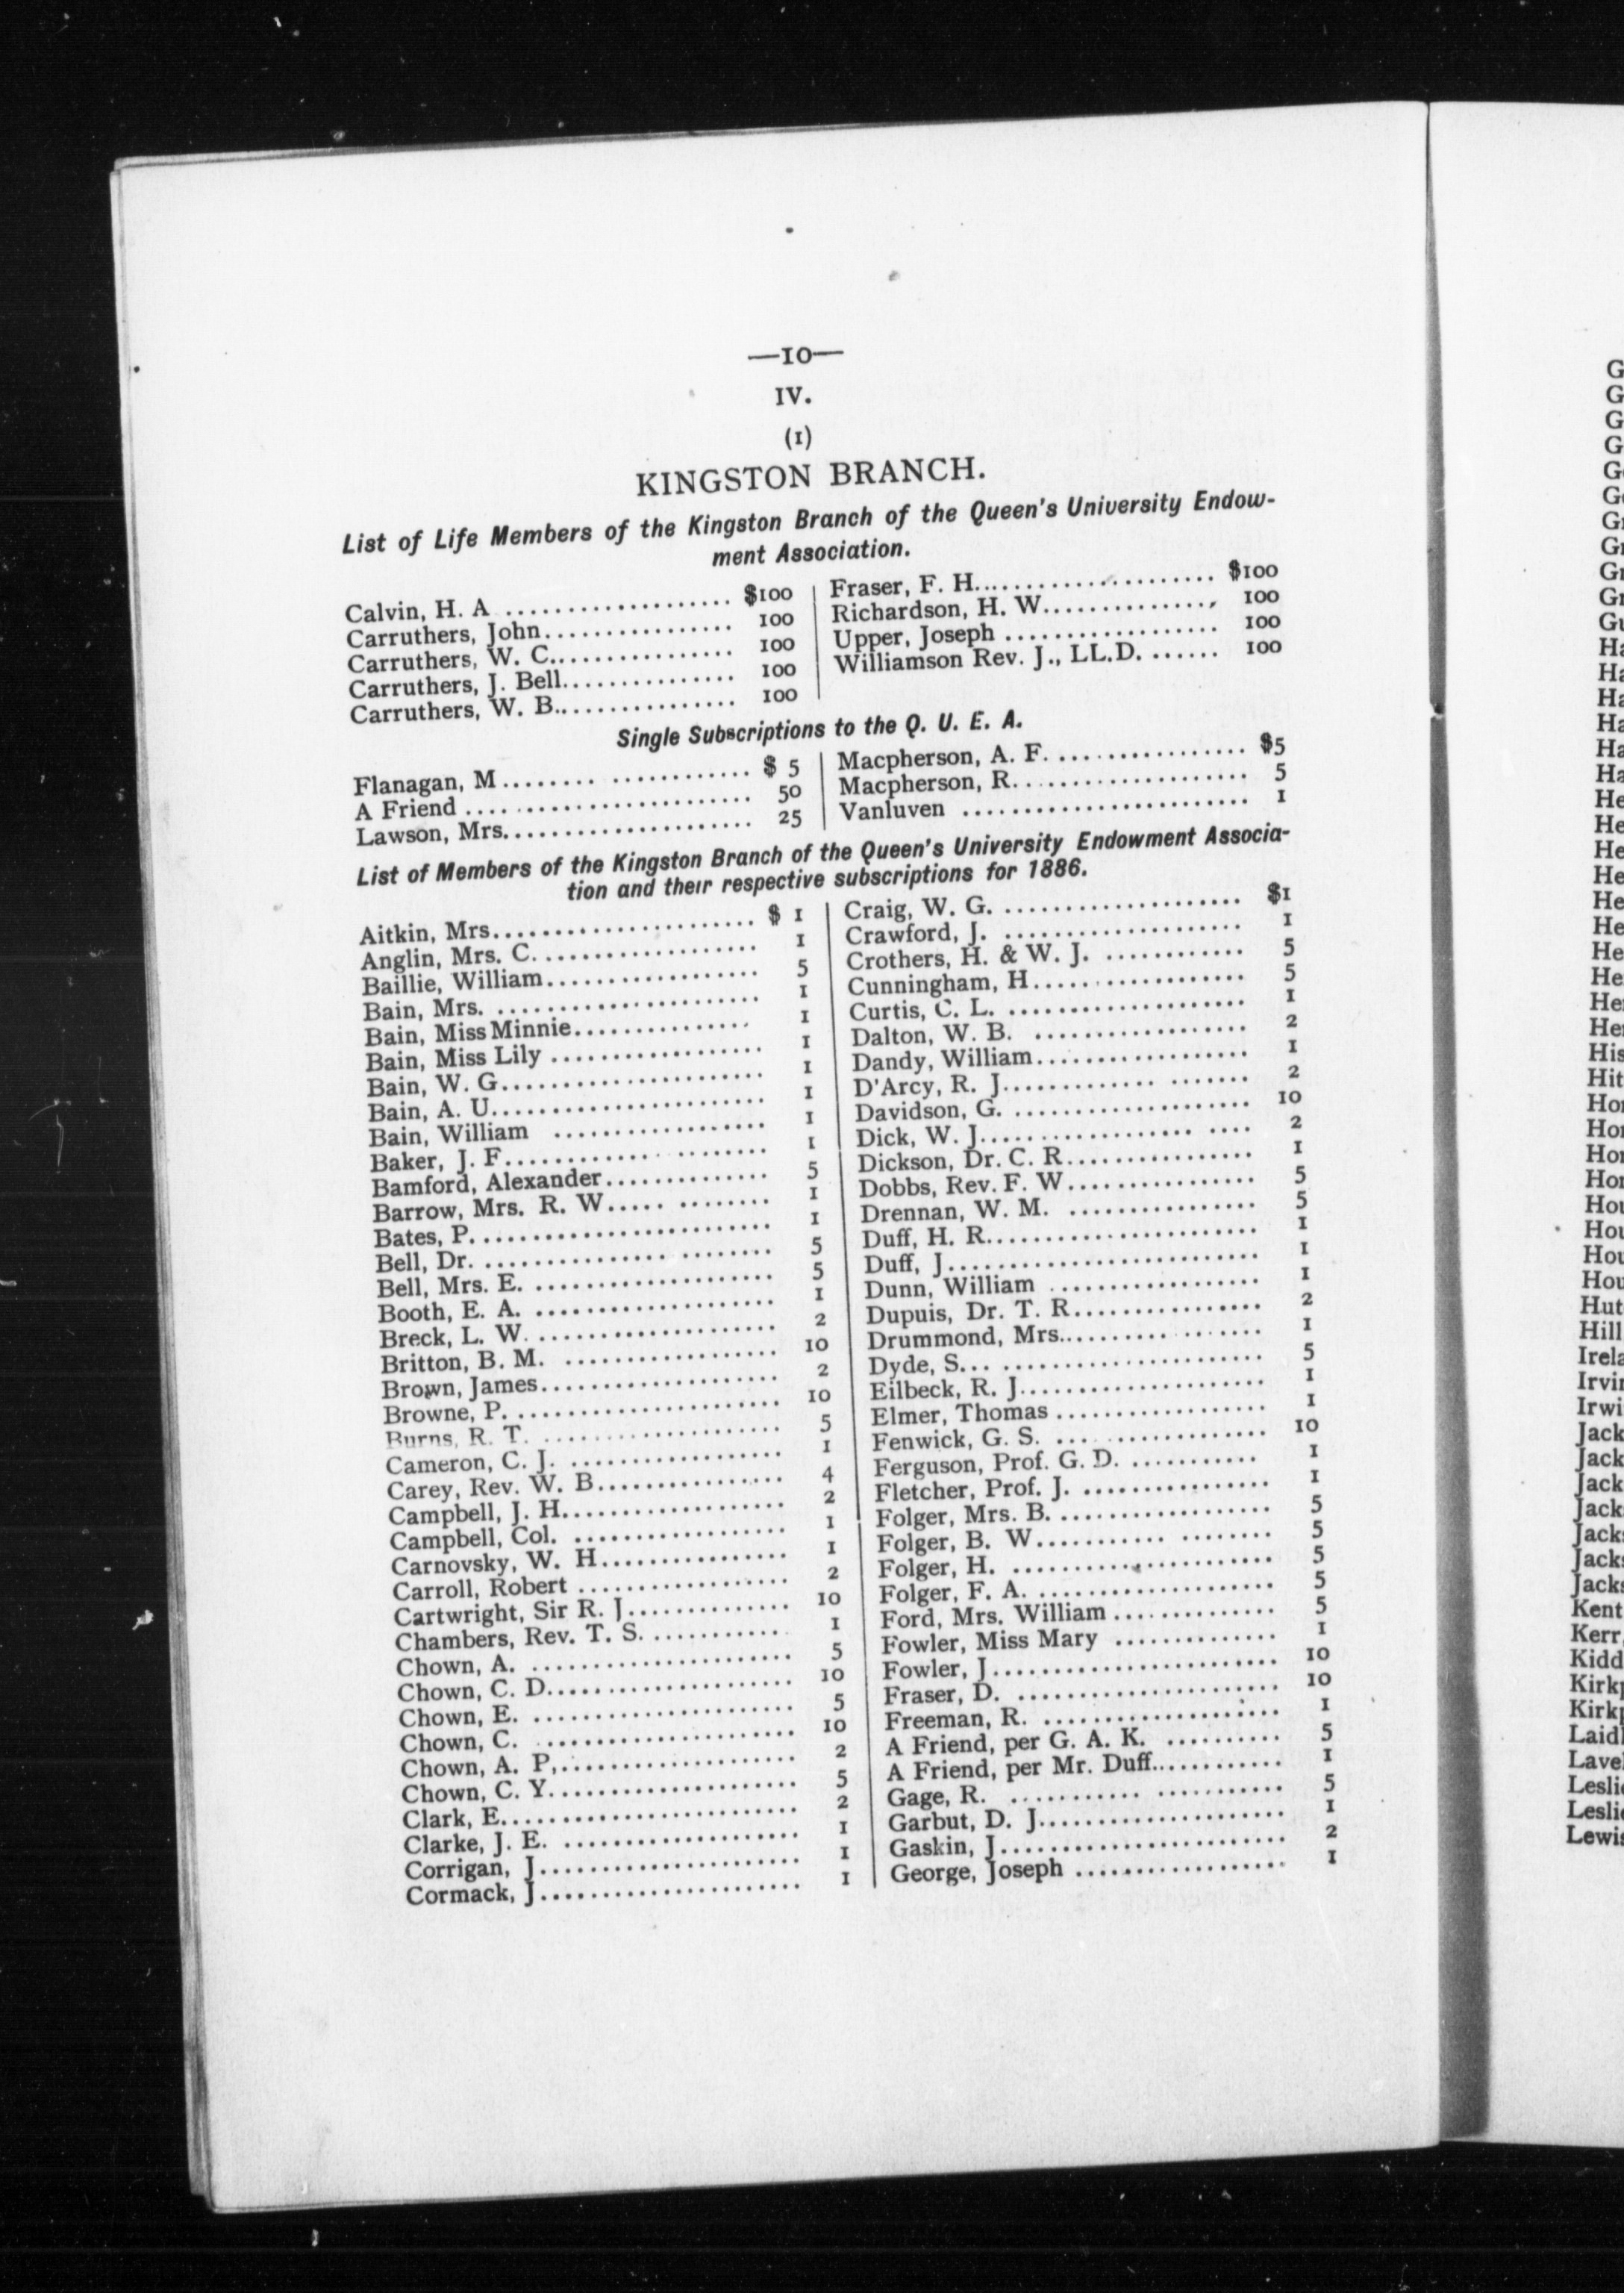 —10—
IV.
(1)
KINGSTON BRANCH.
List of Life Members of the Kingston Branch of the Queen's University Endow-
ment Association.
Calvin, H. A .................... $100
Carruthers, John................ 100
Carruthers, W. C................ 100
Carruthers, J. Bell............... 100
Carruthers, W. B................ 100
Fraser, F. H..................... $100
Richardson, H. W............... 100
Upper, Joseph ................... 100
Williamson Rev. J., LL.D. ...... 100
Single Subscriptions to the Q. U. E. A.
Flanagan, M........ ............ $ 5
A Friend ........................ 50
Lawson, Mrs..................... 25
Macpherson, A. F. ................ $5
Macpherson, R.................... 5
Vanluven ........................ 1
List of Members of the Kingston Branch of the Queen's University Endowment Associa-
tion and their respective subscriptions for 1886.
Aitkin, Mrs...................... $ 1
Anglin, Mrs. C................... 1
Baillie, William.................. 5
Bain, Mrs. ...................... 1
Bain, Miss Minnie............... 1
Bain, Miss Lily .................. 1
Bain, W. G...................... 1
Bain, A. U....................... 1
Bain, William .................. 1
Baker, J. F...................... 1
Bamford, Alexander.............. 5
Barrow, Mrs. R. W..... ........ 1
Bates, P......................... 1
Bell, Dr. ............... ........ 5
Bell, Mrs. E. .................... 5
Booth, E. A. .................... 1
Breck, L. W. .................... 2
Britton, B. M. .................. 10
Brown, James.................... 2
Browne, P. ...................... 10
Burns, R. T. .................... 5
Cameron, C. J. .................. 1
Carey, Rev. W. B................ 4
Campbell, J. H................... 2
Campbell, Col. .................. 1
Carnovsky, W. H................ 1
Carroll, Robert .................. 2
Cartwright, Sir R. J.............. 10
Chambers, Rev. T. S. ............ 1
Chown, A. ...................... 5
Chown, C. D..................... 10
Chown, E. ...................... 5
Chown, C. ...................... 10
Chown, A. P,.................... 2
Chown, C. Y..................... 5
Clark, E......................... 2
Clarke, J. E. .................... 1
Corrigan, J...................... 1
Cormack, J...................... 1
Craig, W. G. .................... $1
Crawford, J. .................... 1
Crothers, H. & W. J. ............ 5
Cunningham, H.................. 5
Curtis, C. L. .................... 1
Dalton, W. B. .................. 2
Dandy, William.................. 1
D'Arcy, R. J............. ....... 2
Davidson, G. .................... 10
Dick, W. J................... .... 2
Dickson, Dr. C. R................ 1
Dobbs, Rev. F. W................ 5
Drennan, W. M. ................ 5
Duff, H. R....................... 1
Duff, J.......................... 1
Dunn, William .................. 1
Dupuis, Dr. T. R................ 2
Drummond, Mrs.................. 1
Dyde, S... ...................... 5
Eilbeck, R. J..................... 1
Elmer, Thomas .................. 1
Fenwick, G. S. .................. 10
Ferguson, Prof. G. D. ........... 1
Fletcher, Prof. J. ................ 1
Folger, Mrs. B. .................. 5
Folger, B. W........... ........ 5
Folger, H. ...................... 5
Folger, F. A. .................... 5
Ford, Mrs. William .............. 5
Fowler, Miss Mary .............. 1
Fowler, J........................ 10
Fraser, D. ...................... 10
Freeman, R. .................... 1
A Friend, per G. A. K. .......... 5
A Friend, per Mr. Duff............ 1
Gage, R. ........... ........... 5
Garbut, D. J..................... 1
Gaskin, J........................ 2
George, Joseph .................. 1